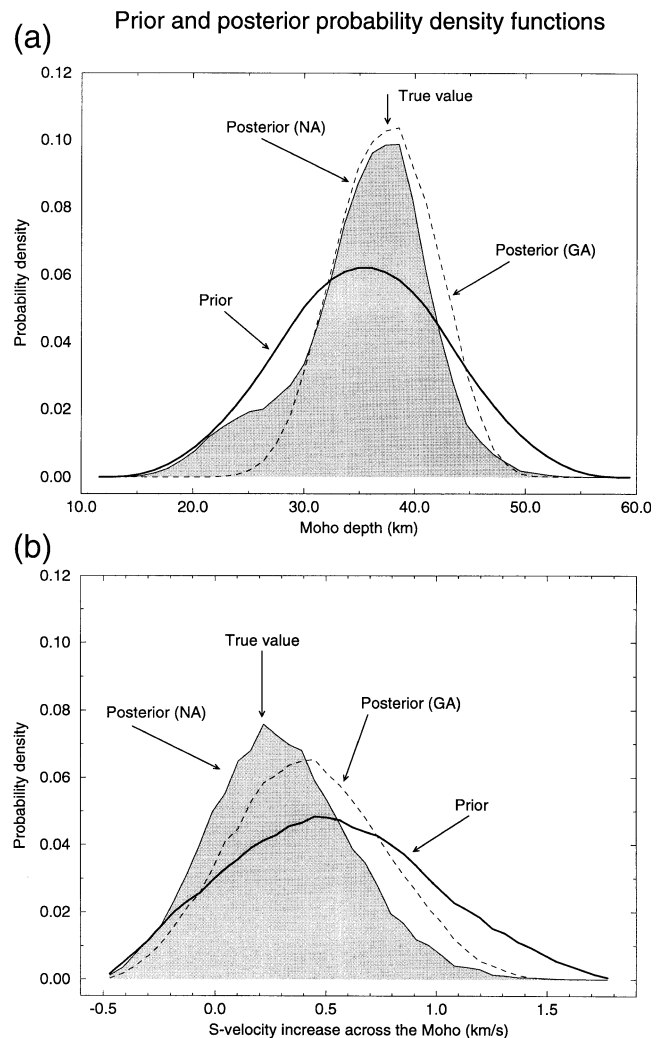 Prior and posterior probability density functions
(a)
0.12
0.10
0.08
0.06
0.04
0.02
0.00
Probability density
True value
Posterior (NA)
Posterior (GA)
Prior
10.0 20.0 30.0 40.0 50.0 60.0
Moho depth (km)
(b)
0.12
0.10
0.08
0.06
0.04
0.02
0.00
Probability density
True value
Posterior (NA)
Posterior (GA)
Prior
-0.5 0.0 0.5 1.0 1.5
S-velocity increase across the Moho (km/s)